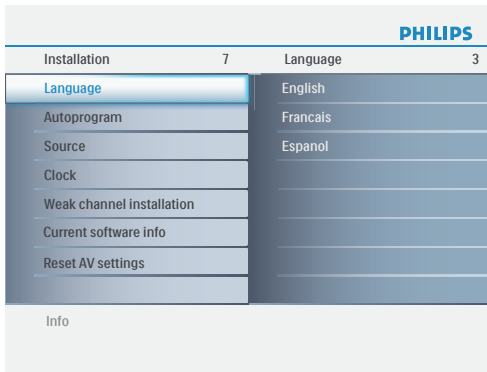 PHILIPS
Installation 7 Language 3
Language English
Autoprogram Francais
Source Espanol
Clock
Weak channel installation
Current software info
Reset AV settings
Info